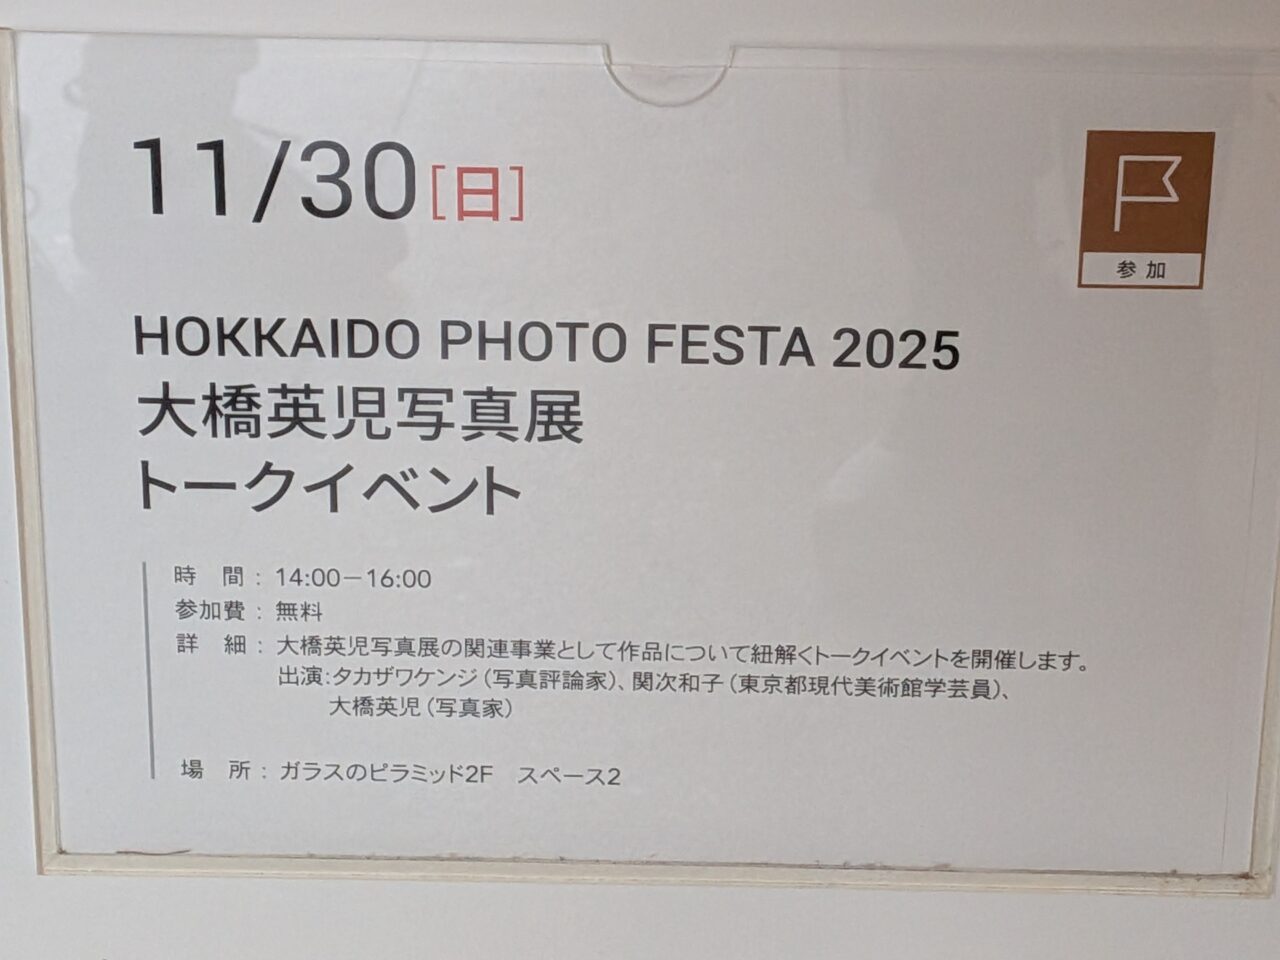 11/30[日]
参加
HOKKAIDO PHOTO FESTA 2025
大橋英児写真展
トークイベント
時　間：14:00－16:00
参加費：無料
詳　細：大橋英児写真展の関連事業として作品について紐解くトークイベントを開催します。
出演：タカザワケンジ（写真評論家）、関次和子（東京都現代美術館学芸員）、
大橋英児（写真家）
場　所：ガラスのピラミッド2F　スペース2